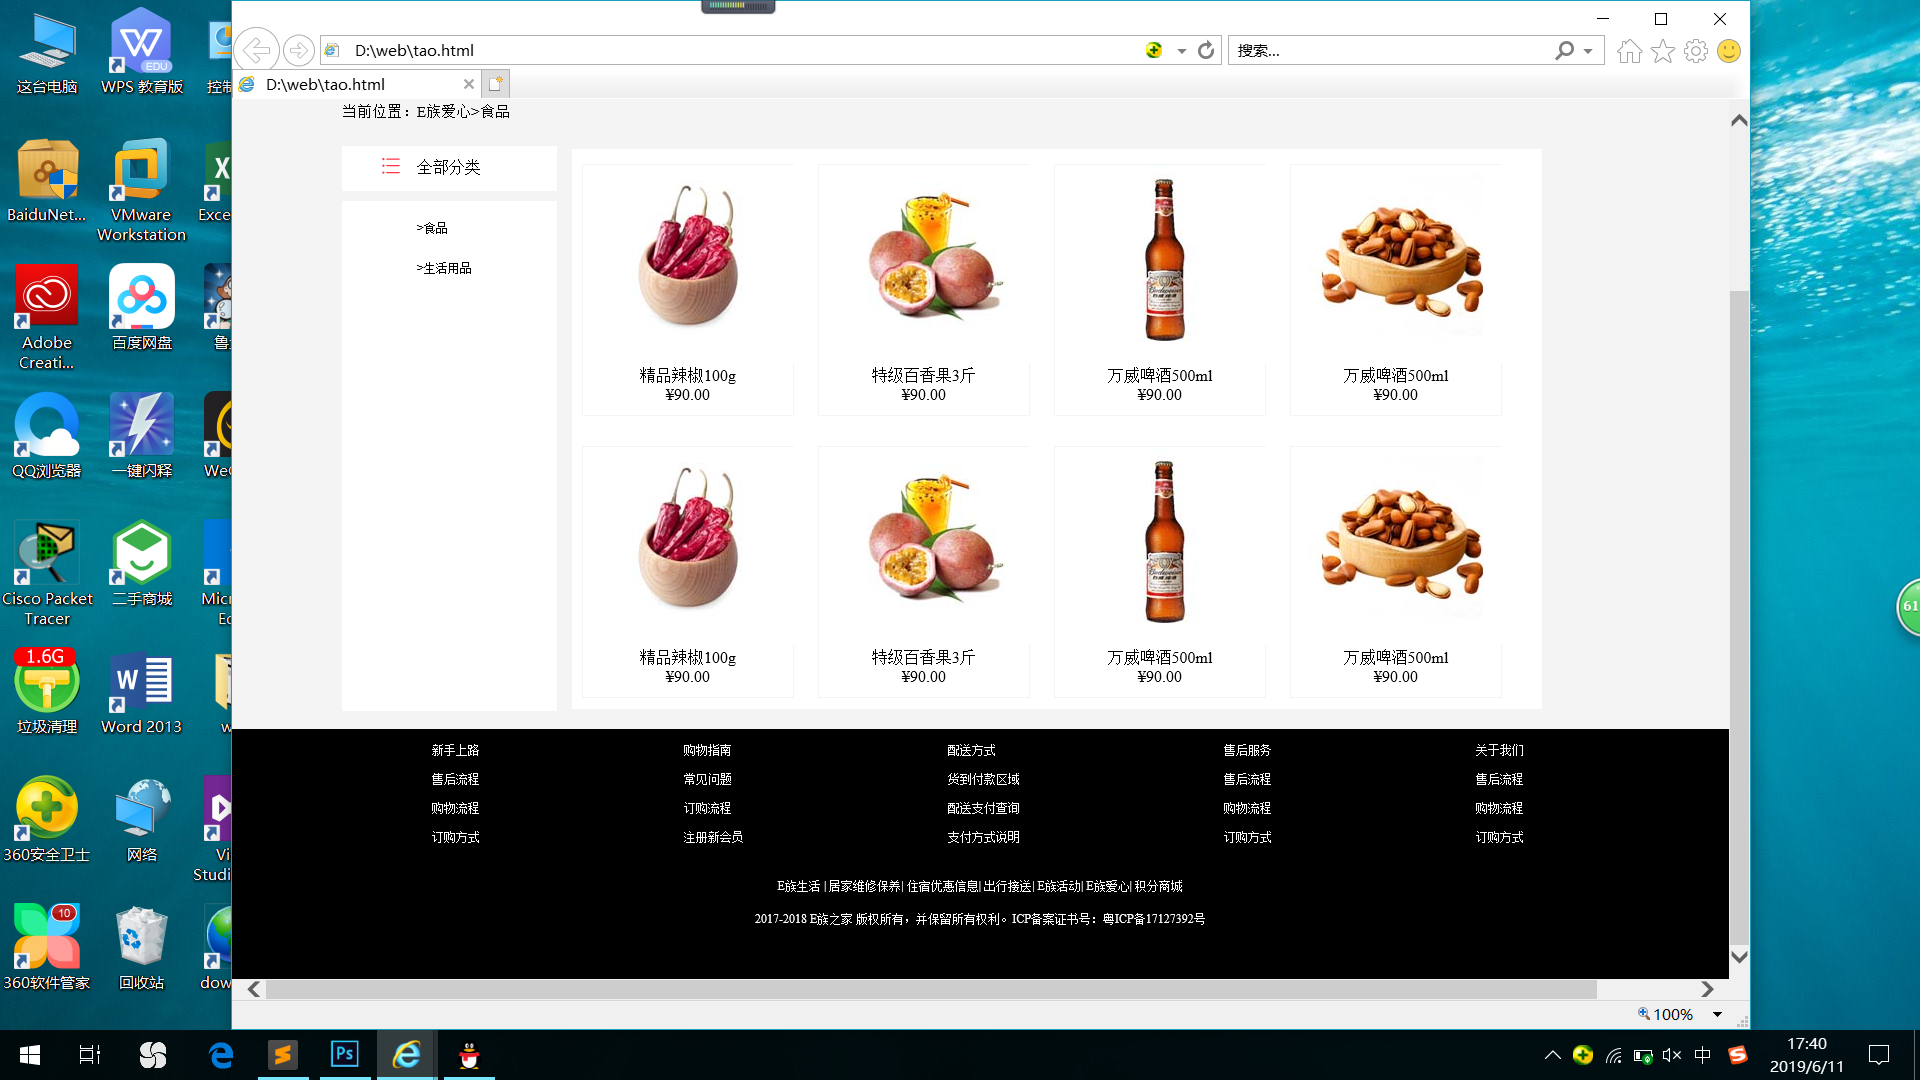 D:\web\tao.html
搜索...
D:\web\tao.html
当前位置：E族爱心>食品
全部分类
>食品
>生活用品
精品辣椒100g
¥90.00
特级百香果3斤
¥90.00
万威啤酒500ml
¥90.00
万威啤酒500ml
¥90.00
精品辣椒100g
¥90.00
特级百香果3斤
¥90.00
万威啤酒500ml
¥90.00
万威啤酒500ml
¥90.00
Budweiser
Budweiser
新手上路
售后流程
购物流程
订购方式
购物指南
常见问题
订购流程
注册新会员
配送方式
货到付款区域
配送支付查询
支付方式说明
售后服务
售后流程
购物流程
订购方式
关于我们
售后流程
购物流程
订购方式
E族生活 | 居家维修保养| 住宿优惠信息| 出行接送| E族活动| E族爱心| 积分商城
2017-2018 E族之家 版权所有，并保留所有权利。ICP备案证书号：粤ICP备17127392号
100%
这台电脑
EDU
WPS 教育版
控制
BaiduNet...
VMware
Workstation
Exce
Adobe
Creati...
百度网盘
鲁
QQ浏览器
一键闪释
We
Cisco Packet
Tracer
二手商城
Micr
Ed
1.6G
垃圾清理
W
Word 2013
w
360安全卫士
网络
Vi
Studi
10
360软件管家
回收站
dow
61
Ps
中
17:40
2019/6/11